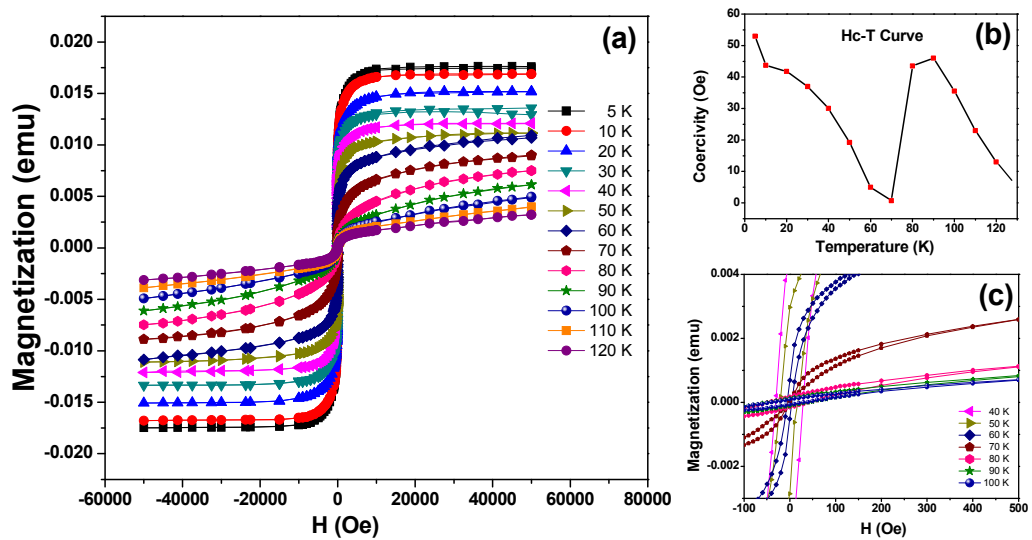 (a)
Magnetization (emu)
0.020
0.015
0.010
0.005
0.000
-0.005
-0.010
-0.015
-0.020
-60000 -40000 -20000 0 20000 40000 60000 80000
H (Oe)
5 K
10 K
20 K
30 K
40 K
50 K
60 K
70 K
80 K
90 K
100 K
110 K
120 K
(b)
Hc-T Curve
Coercivity (Oe)
60
50
40
30
20
10
0
20 40 60 80 100 120
Temperature (K)
(c)
Magnetization (emu)
0.004
0.002
0.000
-0.002
-100 0 100 200 300 400 500
H (Oe)
40 K
50 K
60 K
70 K
80 K
90 K
100 K